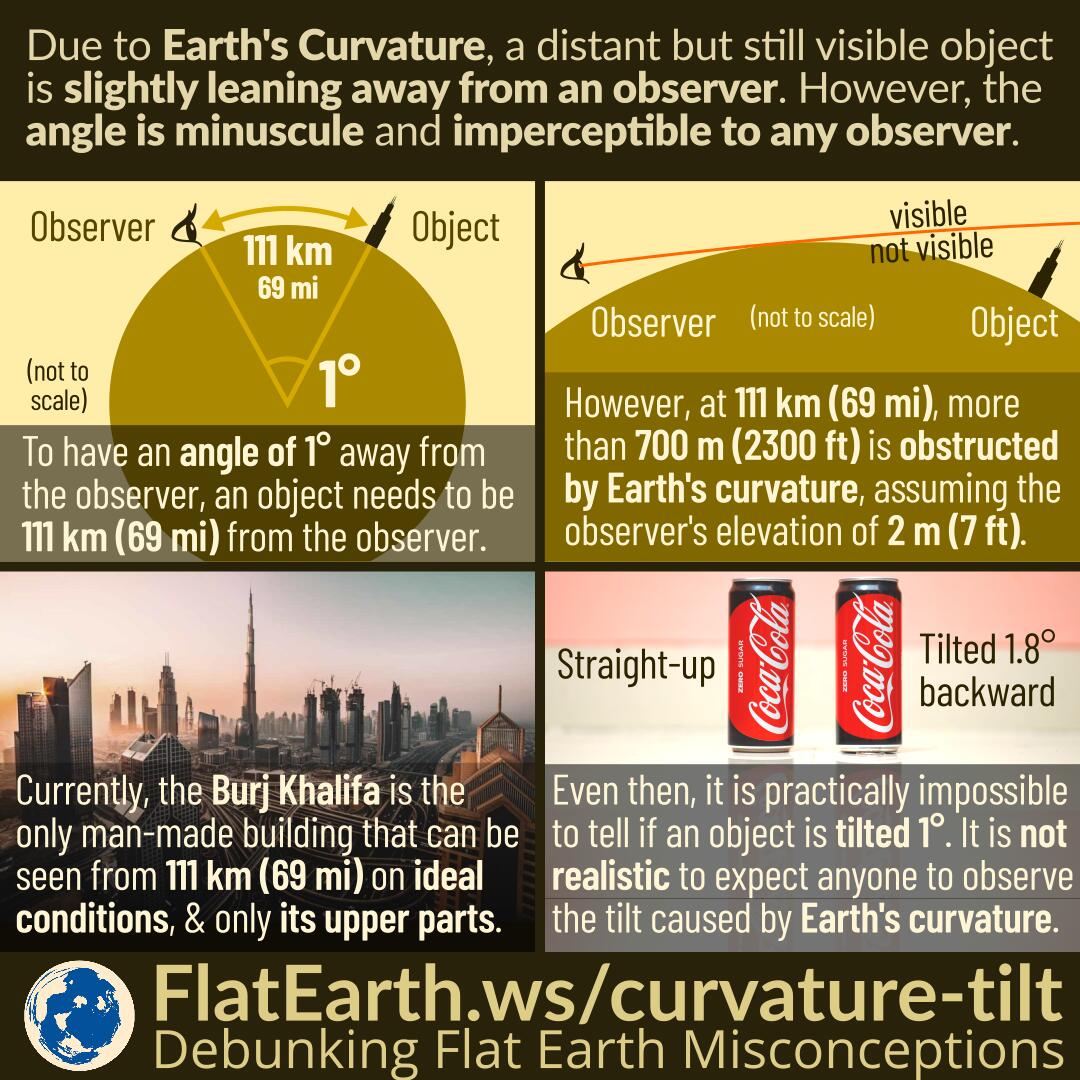 Due to Earth's Curvature, a distant but still visible object
is slightly leaning away from an observer. However, the
angle is minuscule and imperceptible to any observer.
Observer
Object
111 km
69 mi
1°
(not to
scale)
To have an angle of 1° away from
the observer, an object needs to be
111 km (69 mi) from the observer.
visible
not visible
Observer
(not to scale)
Object
However, at 111 km (69 mi), more
than 700 m (2300 ft) is obstructed
by Earth's curvature, assuming the
observer's elevation of 2 m (7 ft).
Currently, the Burj Khalifa is the
only man-made building that can be
seen from 111 km (69 mi) on ideal
conditions, & only its upper parts.
Straight-up
ZERO SUGAR
Coca-Cola
ZERO SUGAR
Coca-Cola
Tilted 1.8°
backward
Even then, it is practically impossible
to tell if an object is tilted 1°. It is not
realistic to expect anyone to observe
the tilt caused by Earth's curvature.
FlatEarth.ws/curvature-tilt
Debunking Flat Earth Misconceptions